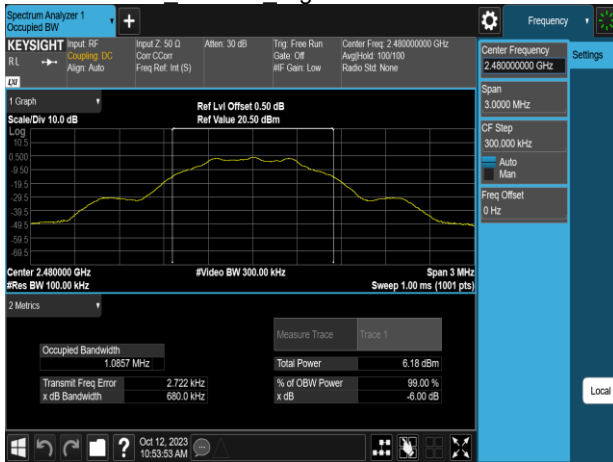 Spectrum Analyzer 1
Occupied BW
+
Frequency
KEYSIGHT
RL
LXI
Input: RF
Coupling: DC
Align: Auto
Input Z: 50 Ω
Corr CCorr
Freq Ref: Int (S)
Atten: 30 dB
Trig: Free Run
Gate: Off
#IF Gain: Low
Center Freq: 2.480000000 GHz
Avg|Hold: 100/100
Radio Std: None
Center Frequency
2.480000000 GHz
Settings
Span
3.0000 MHz
CF Step
300.000 kHz
Auto
Man
Freq Offset
0 Hz
Local
1 Graph
Scale/Div 10.0 dB
Ref Lvl Offset 0.50 dB
Ref Value 20.50 dBm
Log
10.5
0.500
-9.50
-19.5
-29.5
-39.5
-49.5
-59.5
-69.5
Center 2.480000 GHz
#Video BW 300.00 kHz
Span 3 MHz
#Res BW 100.00 kHz
Sweep 1.00 ms (1001 pts)
2 Metrics
Measure Trace
Trace 1
Occupied Bandwidth
1.0857 MHz
Total Power
6.18 dBm
Transmit Freq Error
2.722 kHz
% of OBW Power
99.00 %
x dB Bandwidth
680.0 kHz
x dB
-6.00 dB
?
Oct 12, 2023
10:53:53 AM